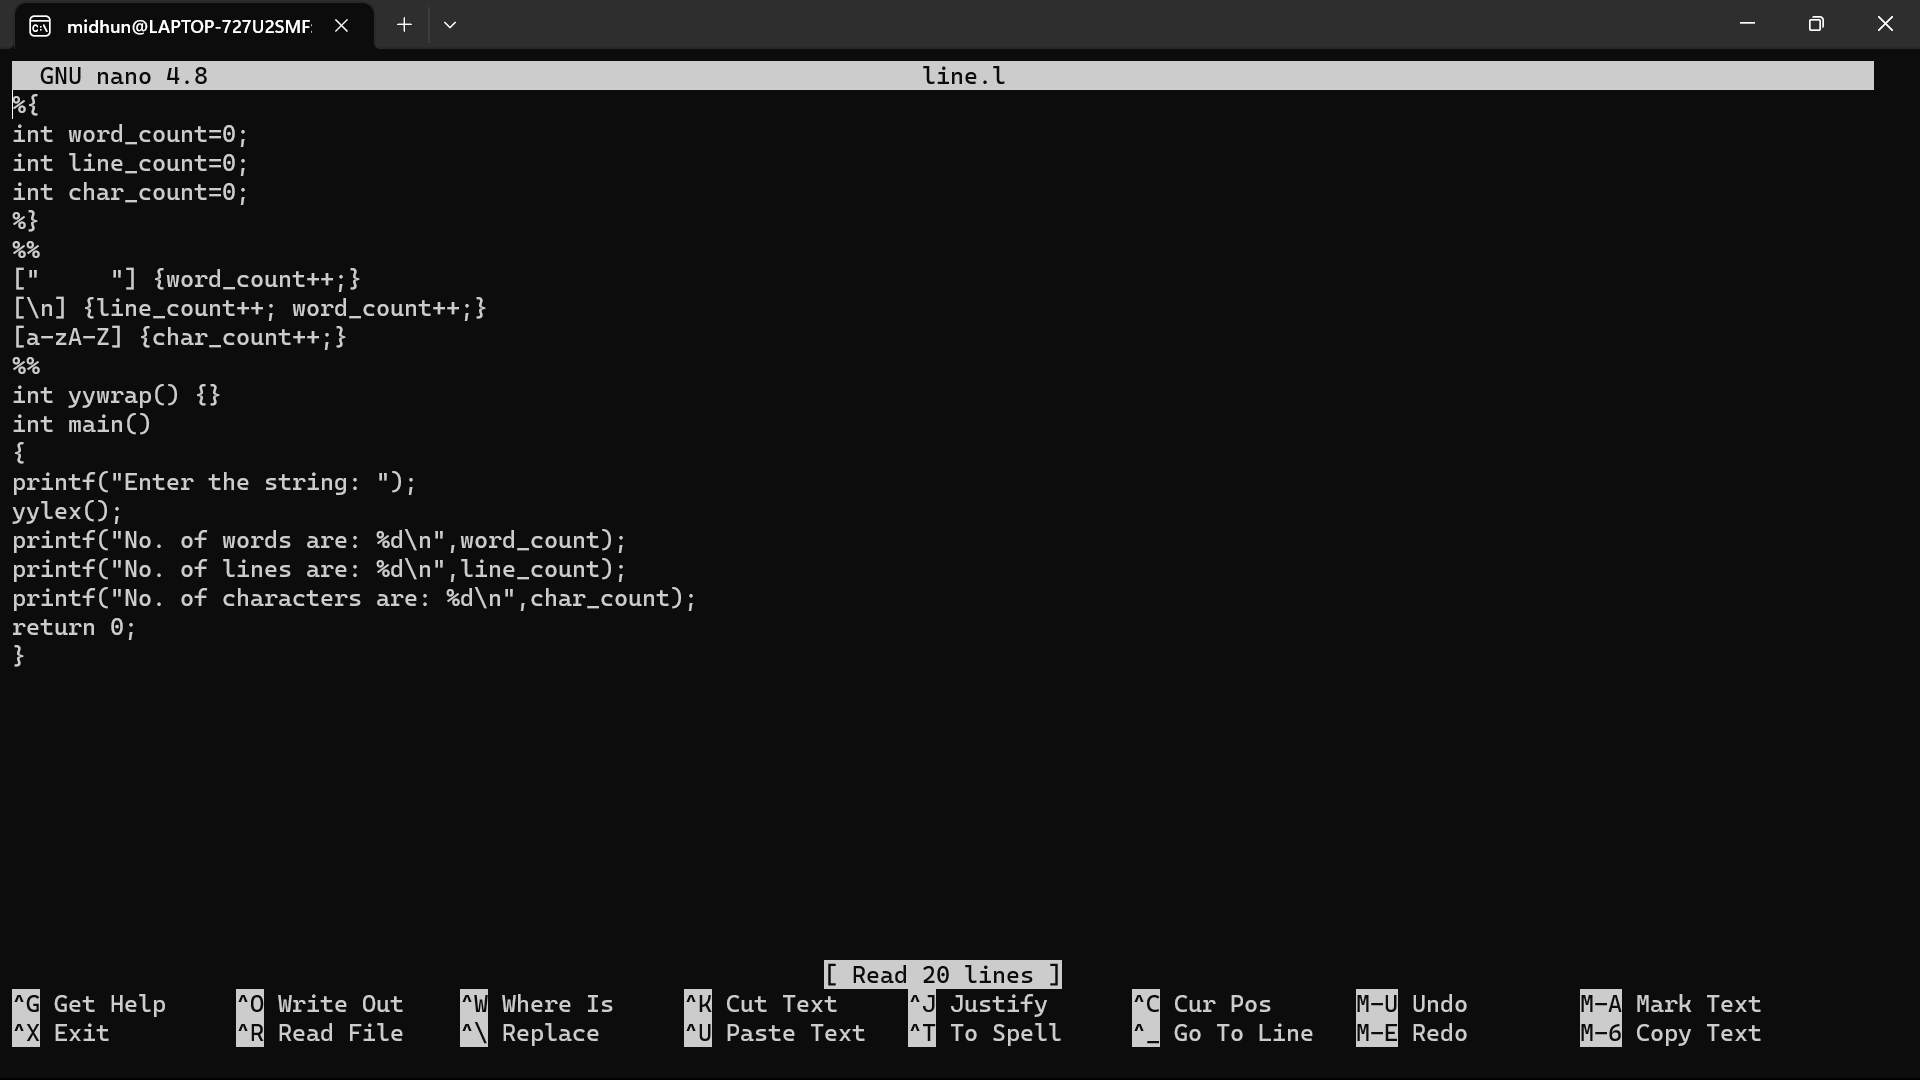 midhun@LAPTOP-727U2SMF:
GNU nano 4.8 line.l
%{
int word_count=0;
int line_count=0;
int char_count=0;
%}
%%
["     "] {word_count++;}
[\n] {line_count++; word_count++;}
[a-zA-Z] {char_count++;}
%%
int yywrap() {}
int main()
{
printf("Enter the string: ");
yylex();
printf("No. of words are: %d\n",word_count);
printf("No. of lines are: %d\n",line_count);
printf("No. of characters are: %d\n",char_count);
return 0;
}
[ Read 20 lines ]
^G Get Help ^O Write Out ^W Where Is ^K Cut Text ^J Justify ^C Cur Pos M-U Undo M-A Mark Text
^X Exit ^R Read File ^\ Replace ^U Paste Text ^T To Spell ^_ Go To Line M-E Redo M-6 Copy Text